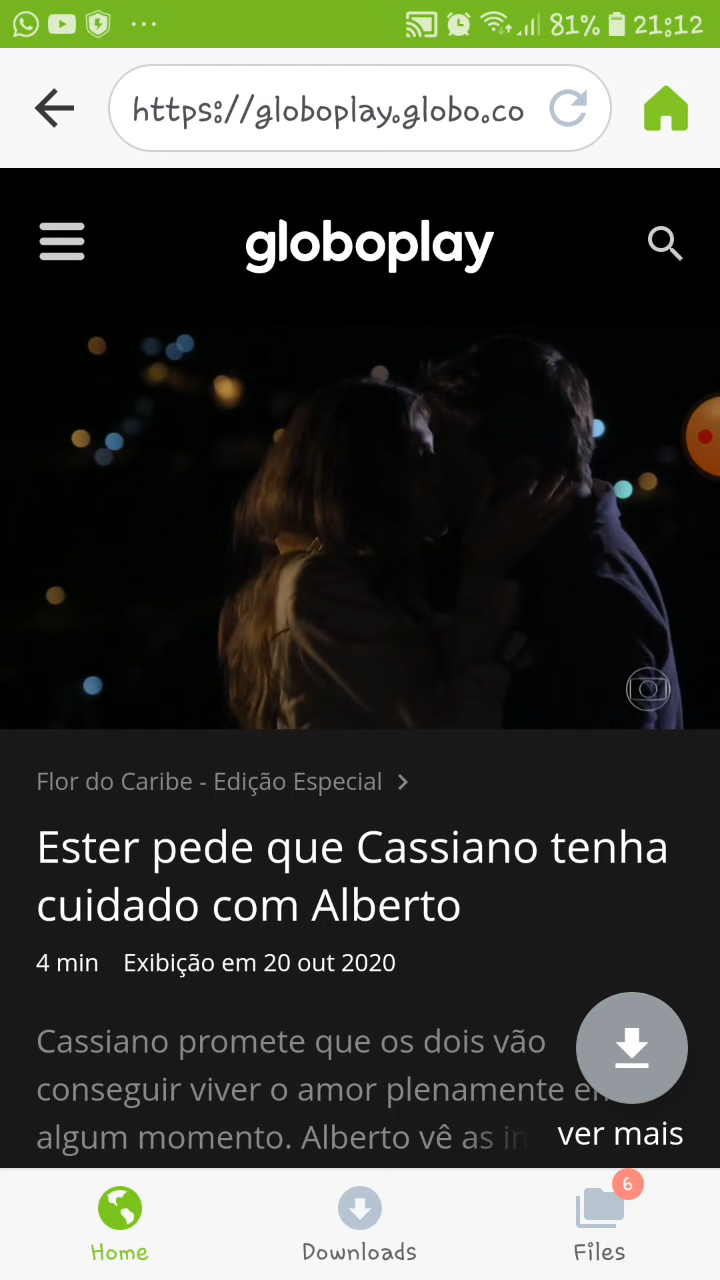 81% 21:12
https://globoplay.globo.co
globoplay
Flor do Caribe - Edição Especial
Ester pede que Cassiano tenha
cuidado com Alberto
4 min Exibição em 20 out 2020
Cassiano promete que os dois vão
conseguir viver o amor plenamente
algum momento. Alberto vê as ver mais
6
Home Downloads Files